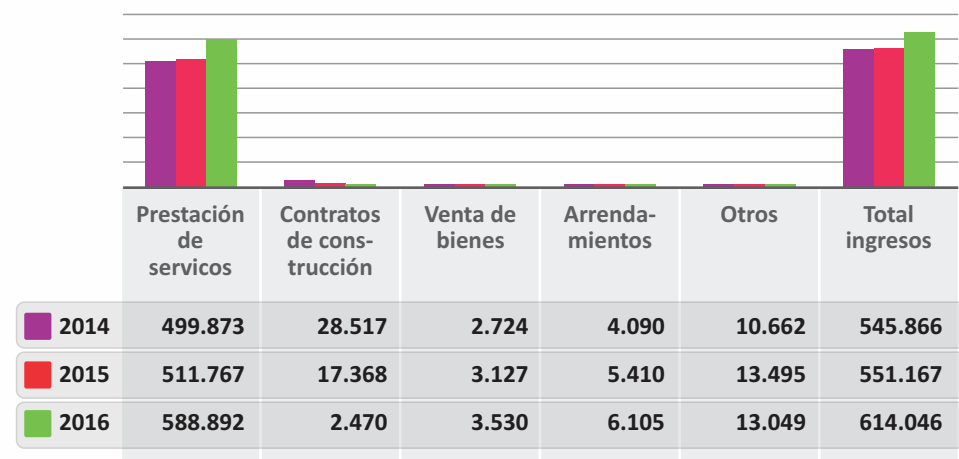 Prestación
de
servicos
Contratos
de cons-
trucción
Venta de
bienes
Arrenda-
mientos
Otros
Total
ingresos
2014 499.873 28.517 2.724 4.090 10.662 545.866
2015 511.767 17.368 3.127 5.410 13.495 551.167
2016 588.892 2.470 3.530 6.105 13.049 614.046